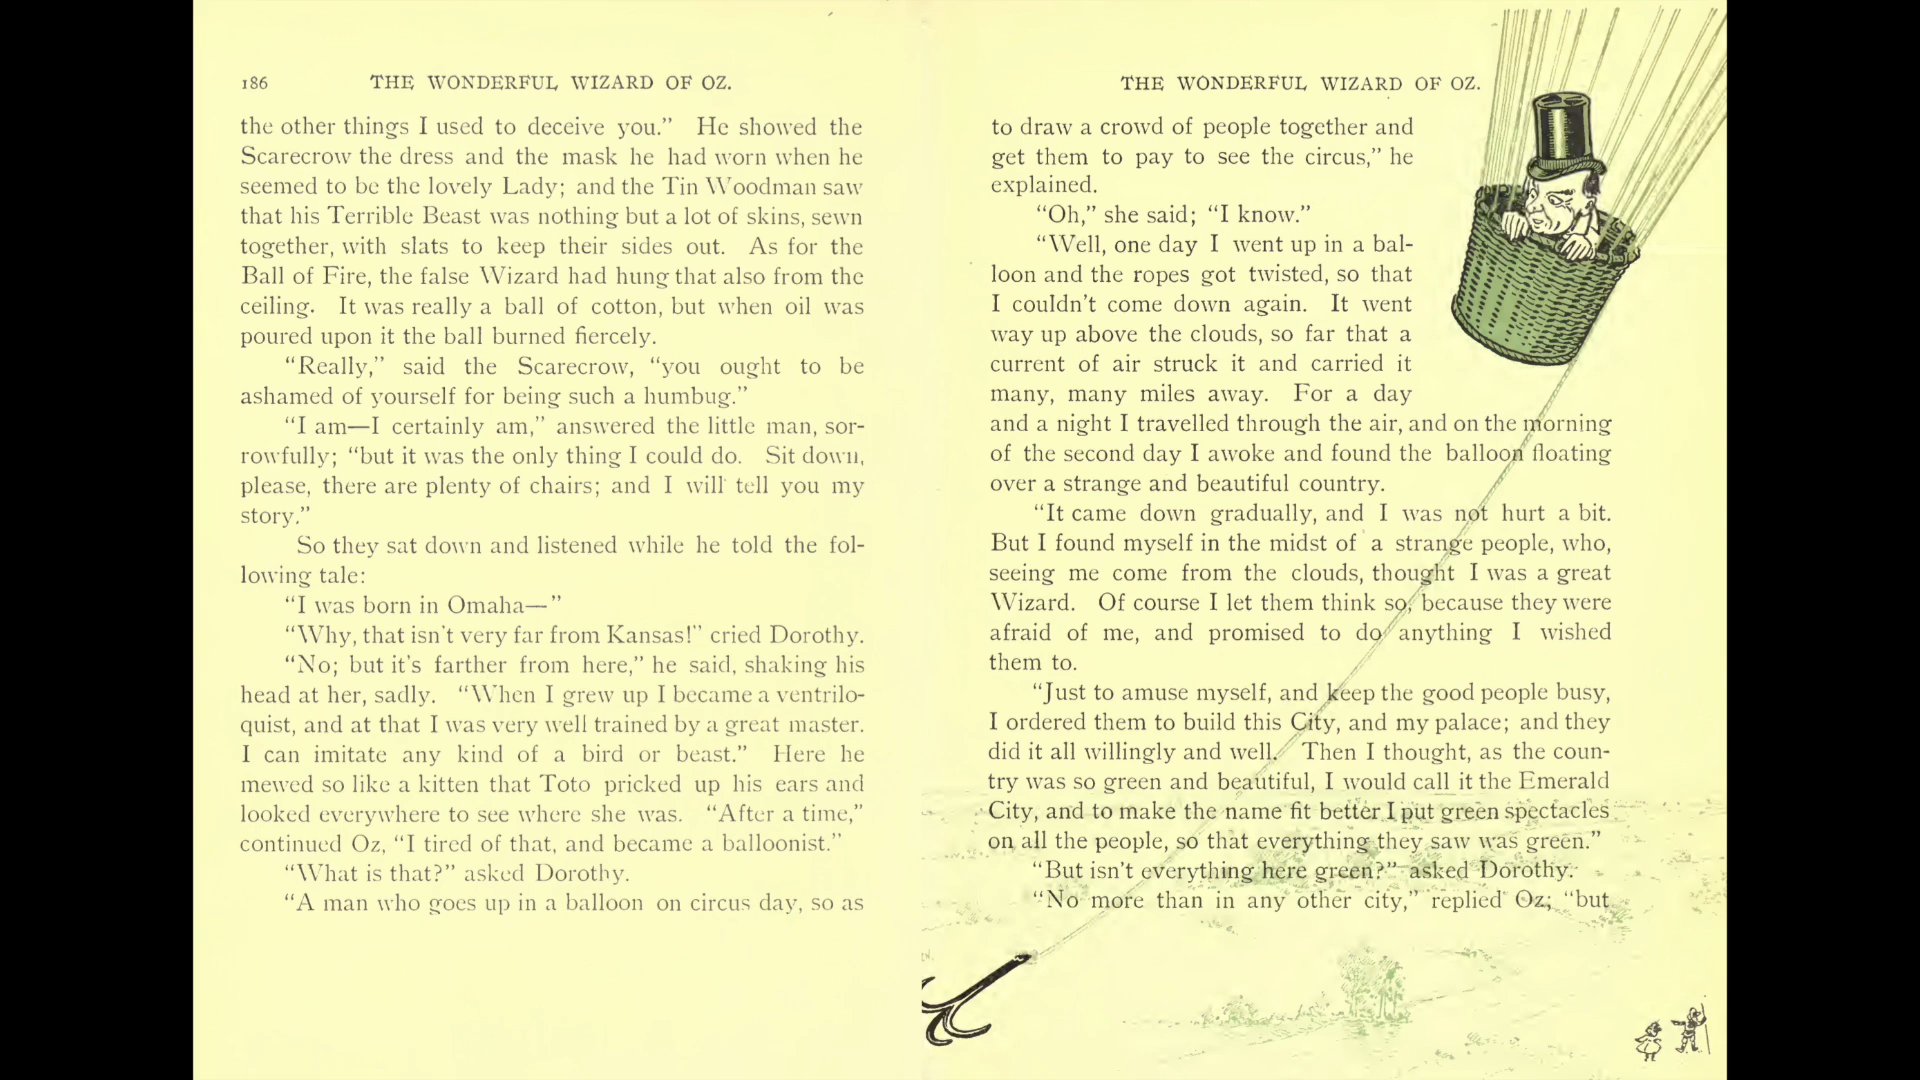 186 THE WONDERFUL WIZARD OF OZ.
the other things I used to deceive you.” He showed the
Scarecrow the dress and the mask he had worn when he
seemed to be the lovely Lady; and the Tin Woodman saw
that his Terrible Beast was nothing but a lot of skins, sewn
together, with slats to keep their sides out. As for the
Ball of Fire, the false Wizard had hung that also from the
ceiling. It was really a ball of cotton, but when oil was
poured upon it the ball burned fiercely.
“Really,” said the Scarecrow, “you ought to be
ashamed of yourself for being such a humbug.”
“I am—I certainly am,” answered the little man, sor-
rowfully; “but it was the only thing I could do. Sit down,
please, there are plenty of chairs; and I will tell you my
story.”
So they sat down and listened while he told the fol-
lowing tale:
“I was born in Omaha—”
“Why, that isn't very far from Kansas!” cried Dorothy.
“No; but it's farther from here,” he said, shaking his
head at her, sadly. “When I grew up I became a ventrilo-
quist, and at that I was very well trained by a great master.
I can imitate any kind of a bird or beast.” Here he
mewed so like a kitten that Toto pricked up his ears and
looked everywhere to see where she was. “After a time,”
continued Oz, “I tired of that, and became a balloonist.”
“What is that?” asked Dorothy.
“A man who goes up in a balloon on circus day, so as
THE WONDERFUL WIZARD OF OZ.
to draw a crowd of people together and
get them to pay to see the circus,” he
explained.
“Oh,” she said; “I know.”
“Well, one day I went up in a bal-
loon and the ropes got twisted, so that
I couldn't come down again. It went
way up above the clouds, so far that a
current of air struck it and carried it
many, many miles away. For a day
and a night I travelled through the air, and on the morning
of the second day I awoke and found the balloon floating
over a strange and beautiful country.
“It came down gradually, and I was not hurt a bit.
But I found myself in the midst of a strange people, who,
seeing me come from the clouds, thought I was a great
Wizard. Of course I let them think so, because they were
afraid of me, and promised to do anything I wished
them to.
“Just to amuse myself, and keep the good people busy,
I ordered them to build this City, and my palace; and they
did it all willingly and well. Then I thought, as the coun-
try was so green and beautiful, I would call it the Emerald
City, and to make the name fit better I put green spectacles
on all the people, so that everything they saw was green.”
“But isn't everything here green?” asked Dorothy.
“No more than in any other city,” replied Oz; “but